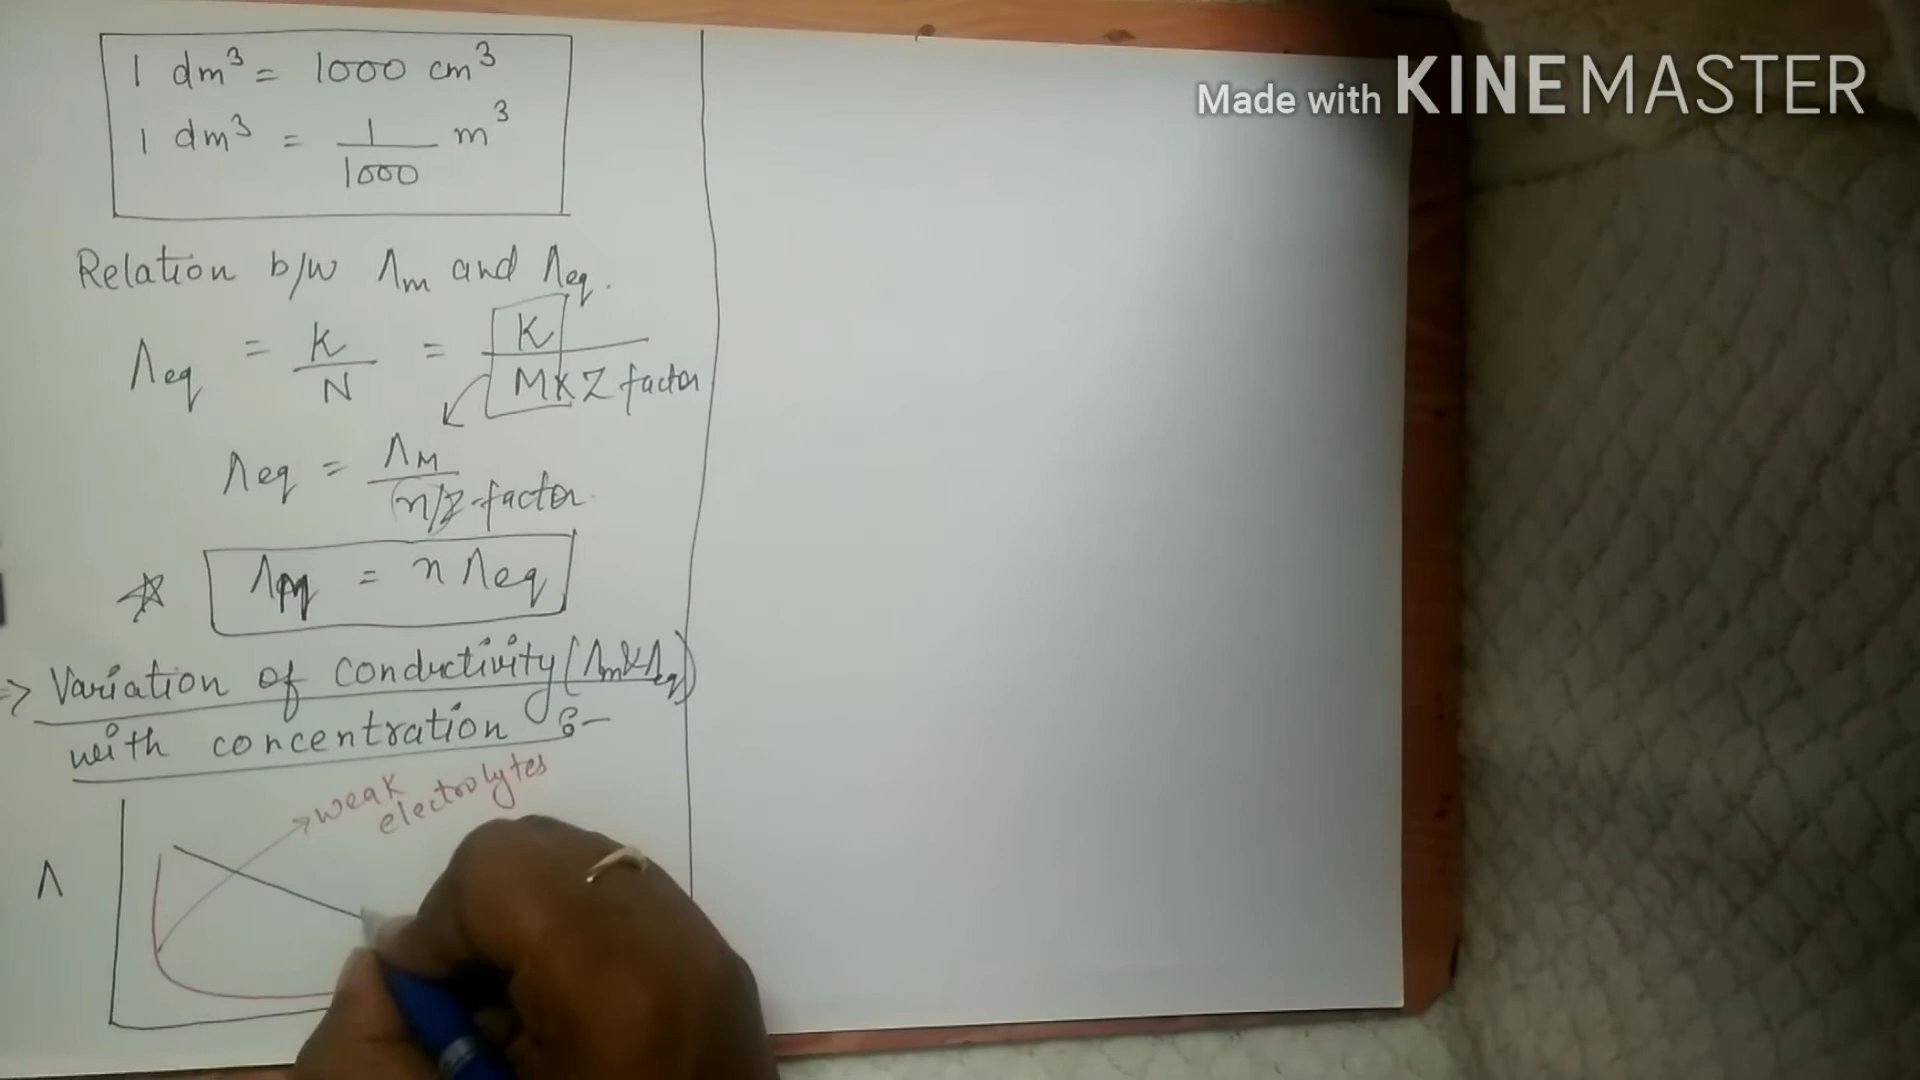 1 dm³ = 1000 cm³
1 dm³ = 1/1000 m³
Relation b/w Λm and Λeq.
Λeq = K/N = K/M×Z factor
Λeq = ΛM/(n/z-factor
Λm = n Λeq
=> Variation of conductivity (Λm & Λeq)
with concentration :-
weak
electrolytes
Λ
Made with KINEMASTER